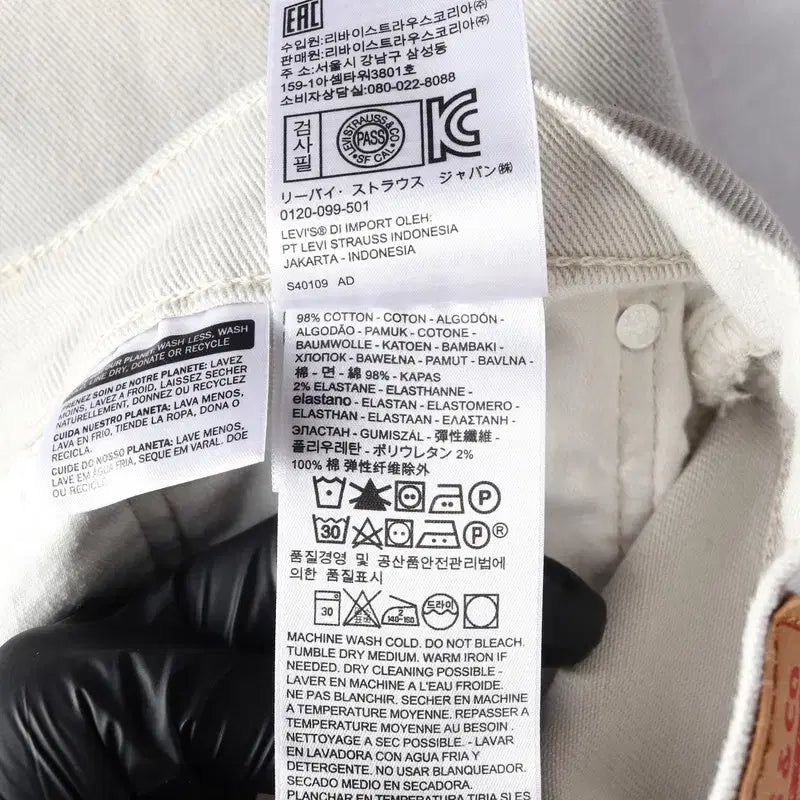 EAC
수입원:리바이스트라우스코리아㈜
판매원:리바이스트라우스코리아㈜
주 소:서울시 강남구 삼성동
159-1아셈타워3801호
소비자상담실:080-022-8088
검사필
LEVI STRAUSS & CO
PASS
SF CAL
KC
リーバイ・ストラウス ジャパン㈱
0120-099-501
LEVI'S® DI IMPORT OLEH:
PT LEVI STRAUSS INDONESIA
JAKARTA - INDONESIA
S40109 AD
98% COTTON - COTON - ALGODÓN -
ALGODÃO - PAMUK - COTONE -
BAUMWOLLE - KATOEN - BAMBAKI -
ХЛОПОК - BAWEŁNA - PAMUT - BAVLNA -
棉 - 면 - 綿 98% - KAPAS
2% ELASTANE - ELASTHANNE -
elastano - ELASTAN - ELASTOMERO -
ELASTHAN - ELASTAAN - ΕΛΑΣΤΑΝΗ -
ЭЛАСТАН - GUMISZÁL - 彈性纖維 -
폴리우레탄 - ポリウレタン 2%
100% 棉 弹性纤维除外
P
30 P®
품질경영 및 공산품안전관리법에
의한 품질표시
30 2 140~160 드라이
MACHINE WASH COLD. DO NOT BLEACH.
TUMBLE DRY MEDIUM. WARM IRON IF
NEEDED. DRY CLEANING POSSIBLE -
LAVER EN MACHINE A L'EAU FROIDE.
NE PAS BLANCHIR. SECHER EN MACHINE
A TEMPERATURE MOYENNE. REPASSER A
TEMPERATURE MOYENNE AU BESOIN .
NETTOYAGE A SEC POSSIBLE. - LAVAR
EN LAVADORA CON AGUA FRIA Y
DETERGENTE. NO USAR BLANQUEADOR.
SECADO MEDIO EN SECADORA.
PLANCHAR EN TEMPERATURA TIBIA SI ES
YOUR PLANET: WASH LESS, WASH
LINE DRY, DONATE OR RECYCLE
PRENEZ SOIN DE NOTRE PLANETE: LAVEZ
MOINS, LAVEZ A FROID, LAISSEZ SECHER
NATURELLEMENT, DONNEZ OU RECYCLEZ
CUIDA NUESTRO PLANETA: LAVA MENOS,
LAVA EN FRIO, TIENDE LA ROPA, DONA O
RECICLA.
CUIDE DO NOSSO PLANETA: LAVE MENOS,
LAVE EM ÁGUA FRIA, SEQUE EM VARAL. DOE
OU RECICLE
& CO